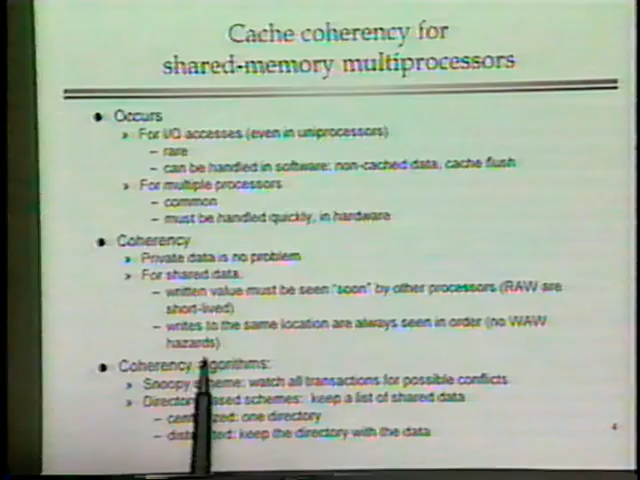 Cache coherency for
shared-memory multiprocessors
• Occurs
» For I/O accesses (even in uniprocessors)
– rare
– can be handled in software: non-cached data, cache flush
» For multiple processors
– common
– must be handled quickly, in hardware
• Coherency
» Private data is no problem
» For shared data,
– written value must be seen "soon" by other processors (RAW are
short-lived)
– writes to the same location are always seen in order (no WAW
hazards)
• Coherency algorithms:
» Snoopy scheme: watch all transactions for possible conflicts
» Directory based schemes: keep a list of shared data
– centralized: one directory
– distributed: keep the directory with the data
4